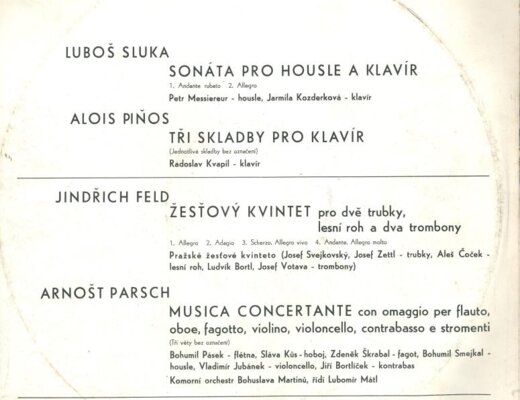 LUBOŠ SLUKA
SONÁTA PRO HOUSLE A KLAVÍR
1. Andante rubato 2. Allegro
Petr Messiereur - housle, Jarmila Kozderková - klavír
ALOIS PIŇOS
TŘI SKLADBY PRO KLAVÍR
(Jednotlivé skladby bez označení)
Radoslav Kvapil - klavír
JINDŘICH FELD
ŽESŤOVÝ KVINTET pro dvě trubky,
lesní roh a dva trombony
1. Allegro 2. Adagio 3. Scherzo. Allegro vivo 4. Andante. Allegro molto
Pražské žesťové kvinteto (Josef Svejkovský, Josef Zettl - trubky, Aleš Čoček -
lesní roh, Ludvík Bortl, Josef Votava - trombony)
ARNOŠT PARSCH
MUSICA CONCERTANTE con omaggio per flauto,
oboe, fagotto, violino, violoncello, contrabasso e stromenti
(Tři věty bez označení)
Bohumil Pásek - flétna, Sláva Kůs - hoboj, Zdeněk Škrabal - fagot, Bohumil Smejkal -
housle, Vladimír Jubánek - violoncello, Jiří Bortlíček - kontrabas
Komorní orchestr Bohuslava Martinů, řídí Lubomír Mátl